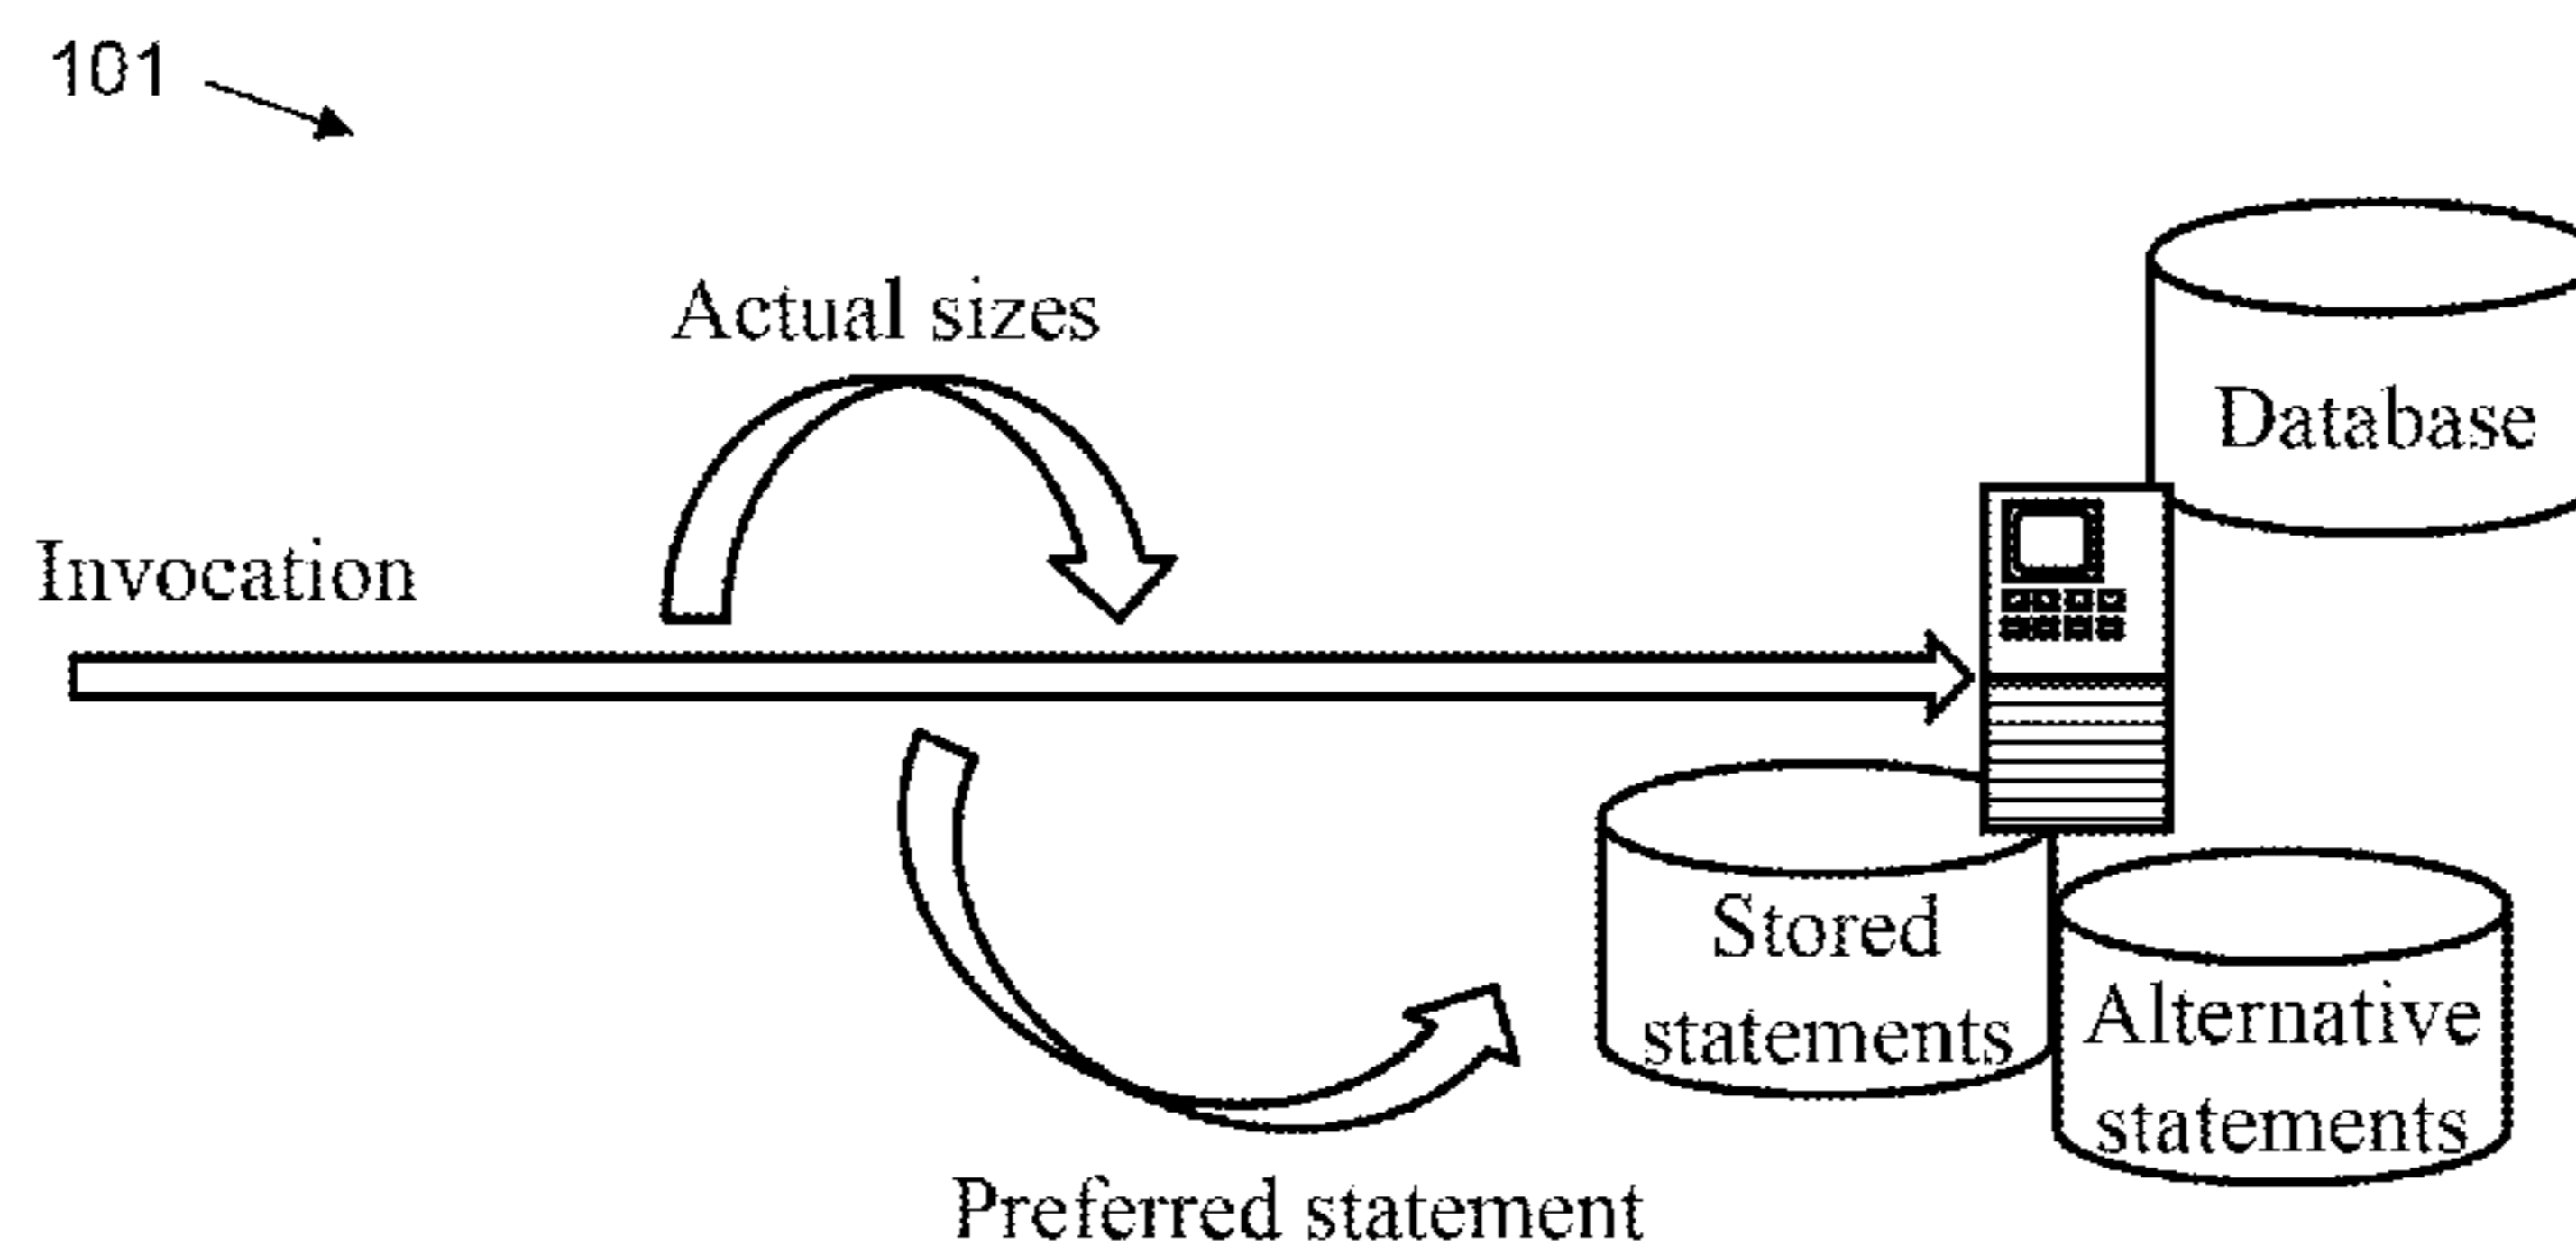 101
Actual sizes
Database
Invocation
Stored
statements
Alternative
statements
Preferred statement